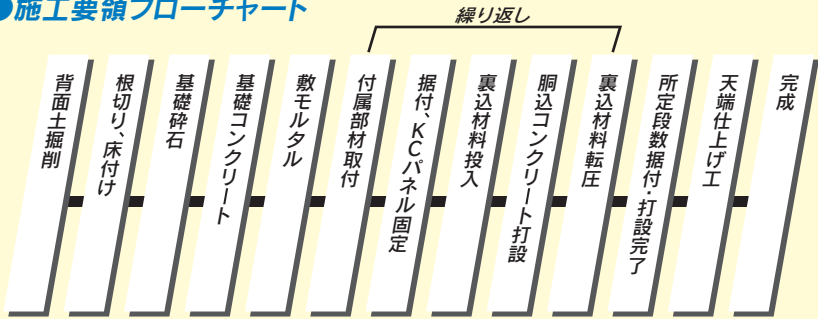 ●施工要領フローチャート
繰り返し
背面土掘削
根切り、床付け
基礎砕石
基礎コンクリート
敷モルタル
付属部材取付
据付、KCパネル固定
裏込材料投入
胴込コンクリート打設
裏込材料転圧
所定段数据付・打設完了
天端仕上げ工
完成